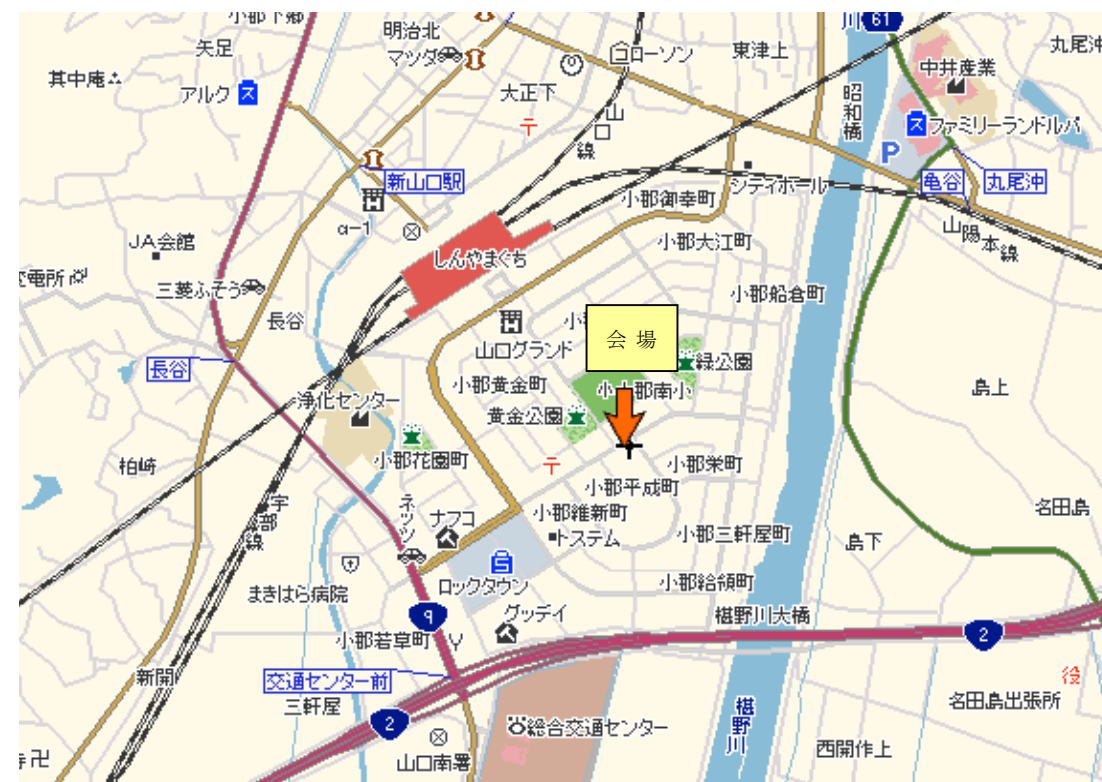 小郡下郷
明治北
マツダ
矢足
其中庵
アルク
ス
ローソン
東津上
川
61
丸尾沖
中井産業
大正下
〒
山口線
昭和橋
ス
ファミリーランドルパ
P
新山口駅
シティホール
亀谷
丸尾沖
小郡御幸町
α-1
JA会館
しんやまぐち
小郡大江町
山陽本線
変電所
三菱ふそう
小郡船倉町
長谷
会 場
山口グランド
緑公園
長谷
小郡黄金町
小郡南小
島上
浄化センター
黄金公園
柏崎
小郡花園町
〒
小郡栄町
小郡平成町
宇部線
ネッツ
ナフコ
小郡維新町
トステム
小郡三軒屋町
名田島
島下
まきはら病院
S
ロックタウン
小郡給領町
9
グッデイ
椹野川大橋
2
小郡若草町
Y
新開
交通センター前
三軒屋
役
名田島出張所
2
総合交通センター
椹野川
山口南署
西開作上
寺卍